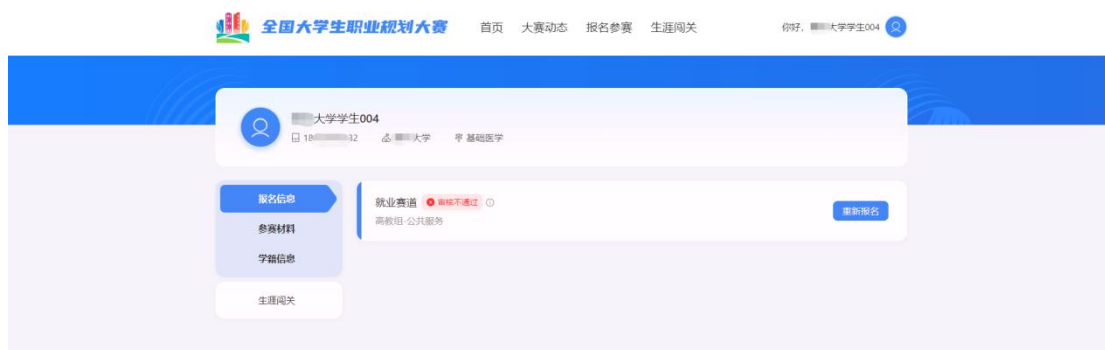 全国大学生职业规划大赛 首页 大赛动态 报名参赛 生涯闯关 你好, 大学学生004
大学学生004
18 32 大学 基础医学
报名信息
参赛材料
学籍信息
生涯闯关
就业赛道 审核不通过
高教组-公共服务
重新报名